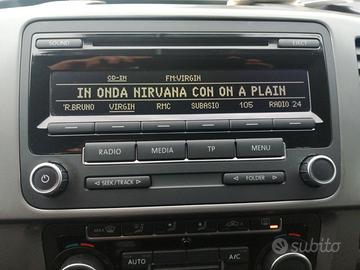 SOUND
EJECT
CD-IN FM:VIRGIN
IN ONDA NIRVANA CON ON A PLAIN
'R.BRUNO VIRGIN RMC SUBASIO 105 RADIO 24
RADIO MEDIA TP MENU
SEEK/TRACK FOLDER
MAX
AUTO A/C
subito